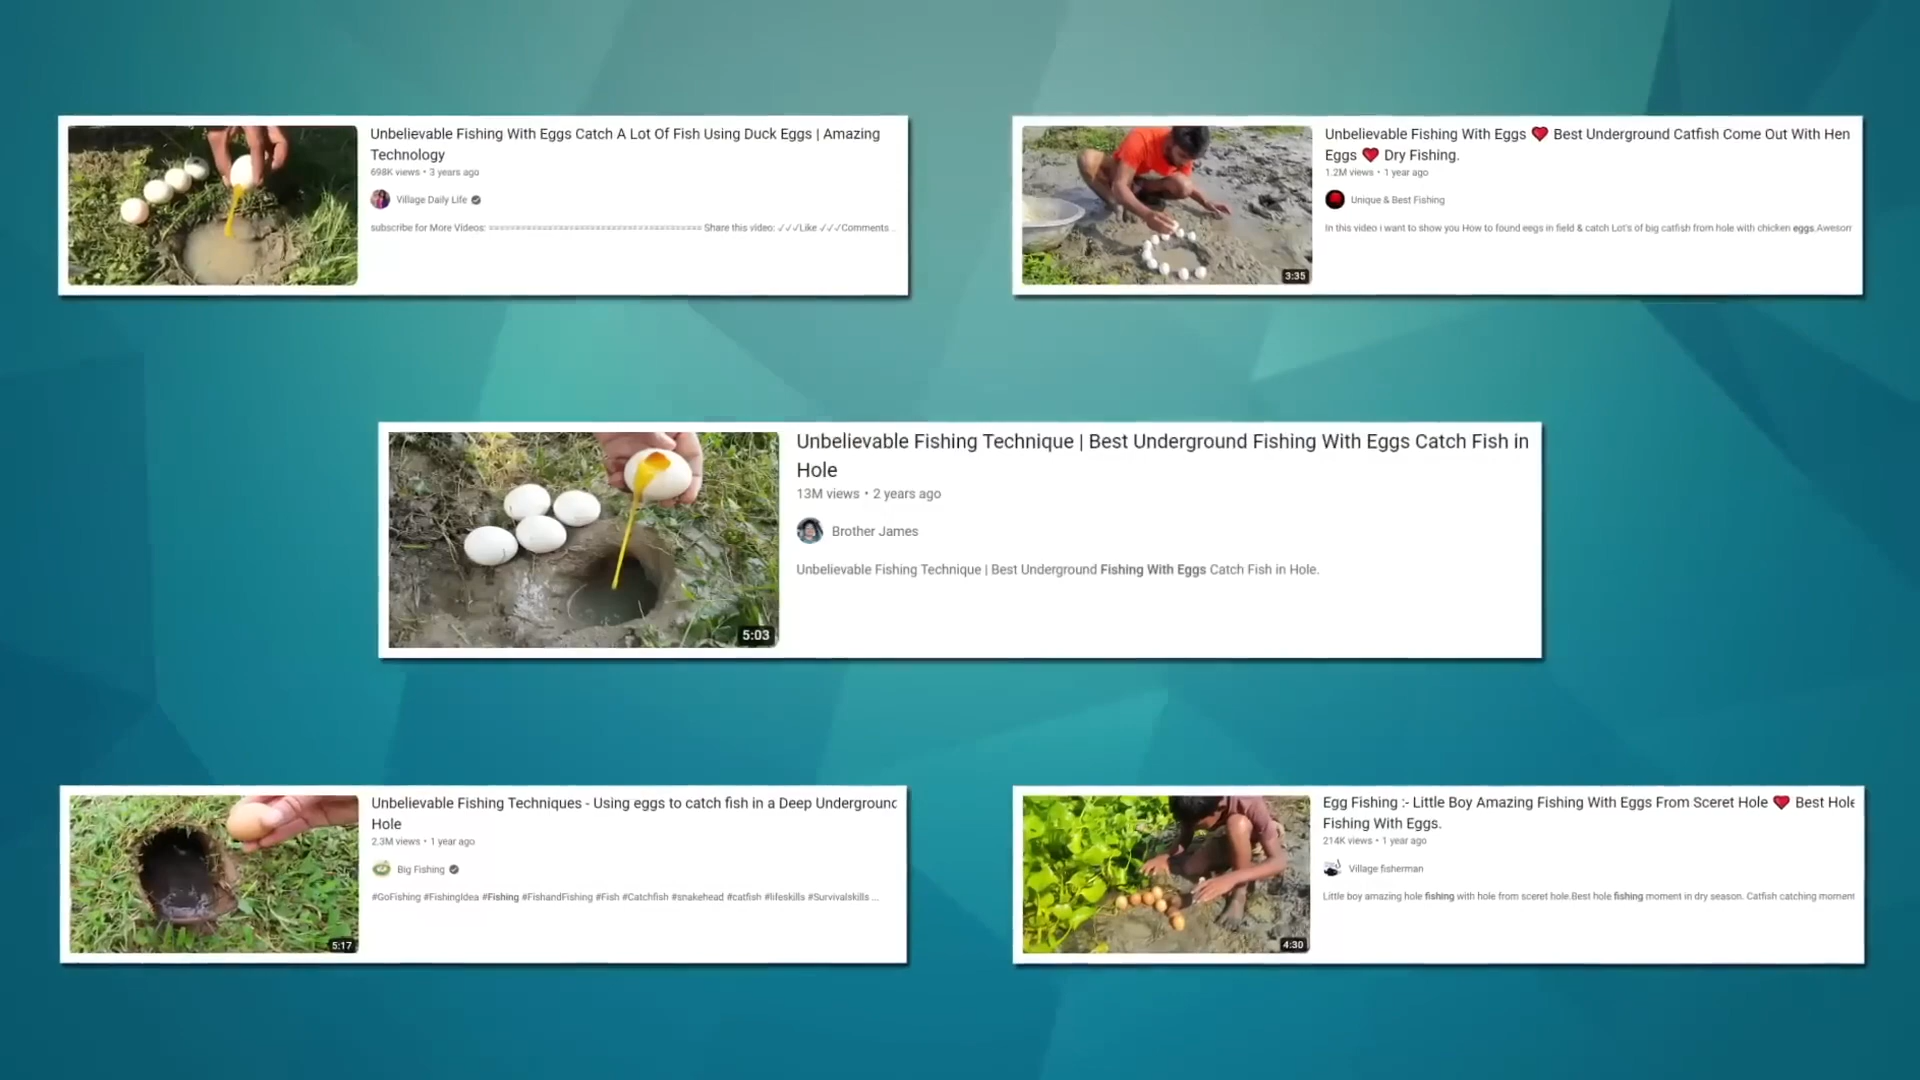 Unbelievable Fishing With Eggs Catch A Lot Of Fish Using Duck Eggs | Amazing
Technology
698K views • 3 years ago
Village Daily Life
subscribe for More Videos: ====================================== Share this video: ✓✓✓Like ✓✓✓Comments ...
Unbelievable Fishing With Eggs ❤️ Best Underground Catfish Come Out With Hen
Eggs ❤️ Dry Fishing.
1.2M views • 1 year ago
Unique & Best Fishing
In this video i want to show you How to found eegs in field & catch Lot's of big catfish from hole with chicken eggs.Awesom
3:35
Unbelievable Fishing Technique | Best Underground Fishing With Eggs Catch Fish in
Hole
13M views • 2 years ago
Brother James
Unbelievable Fishing Technique | Best Underground Fishing With Eggs Catch Fish in Hole.
5:03
Unbelievable Fishing Techniques - Using eggs to catch fish in a Deep Underground
Hole
2.3M views • 1 year ago
Big Fishing
#GoFishing #FishingIdea #Fishing #FishandFishing #Fish #Catchfish #snakehead #catfish #lifeskills #Survivalskills ...
5:17
Egg Fishing :- Little Boy Amazing Fishing With Eggs From Sceret Hole ❤️ Best Hole
Fishing With Eggs.
214K views • 1 year ago
Village fisherman
Little boy amazing hole fishing with hole from sceret hole.Best hole fishing moment in dry season. Catfish catching moment
4:30